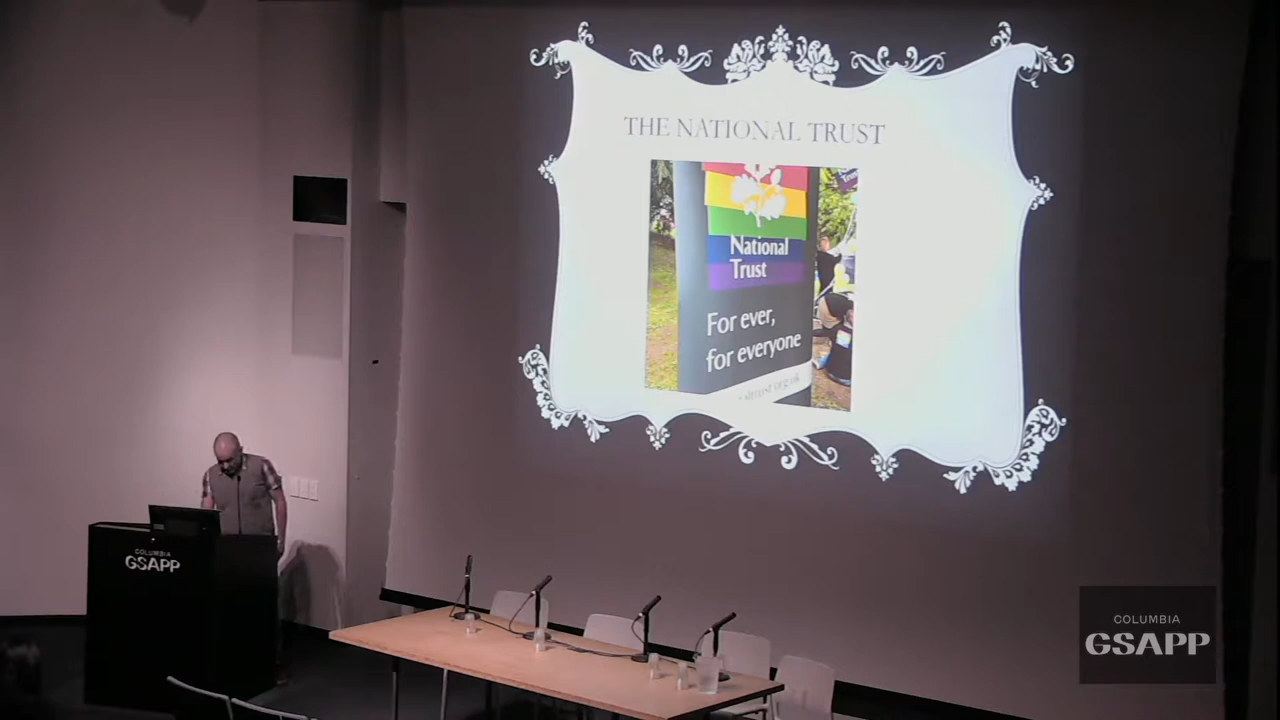 THE NATIONAL TRUST
National
Trust
For ever,
for everyone
COLUMBIA
GSAPP
COLUMBIA
GSAPP